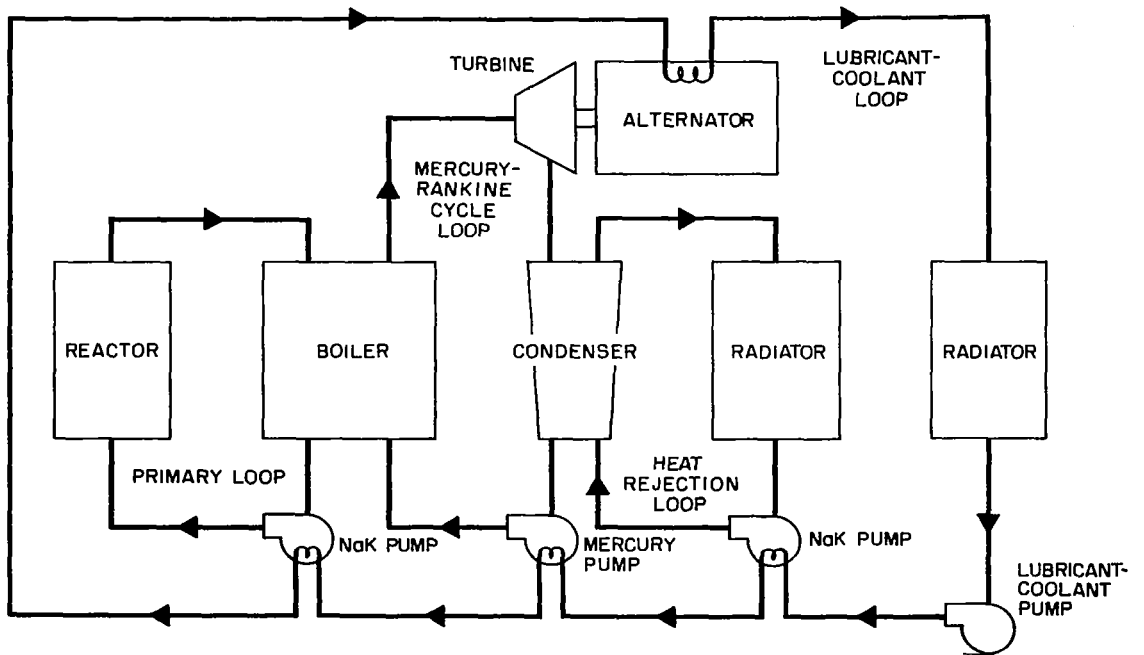 LUBRICANT-
COOLANT
LOOP
TURBINE
ALTERNATOR
MERCURY-
RANKINE
CYCLE
LOOP
REACTOR
BOILER
CONDENSER
RADIATOR
RADIATOR
PRIMARY LOOP
HEAT
REJECTION
LOOP
NaK PUMP
MERCURY
PUMP
NaK PUMP
LUBRICANT-
COOLANT
PUMP